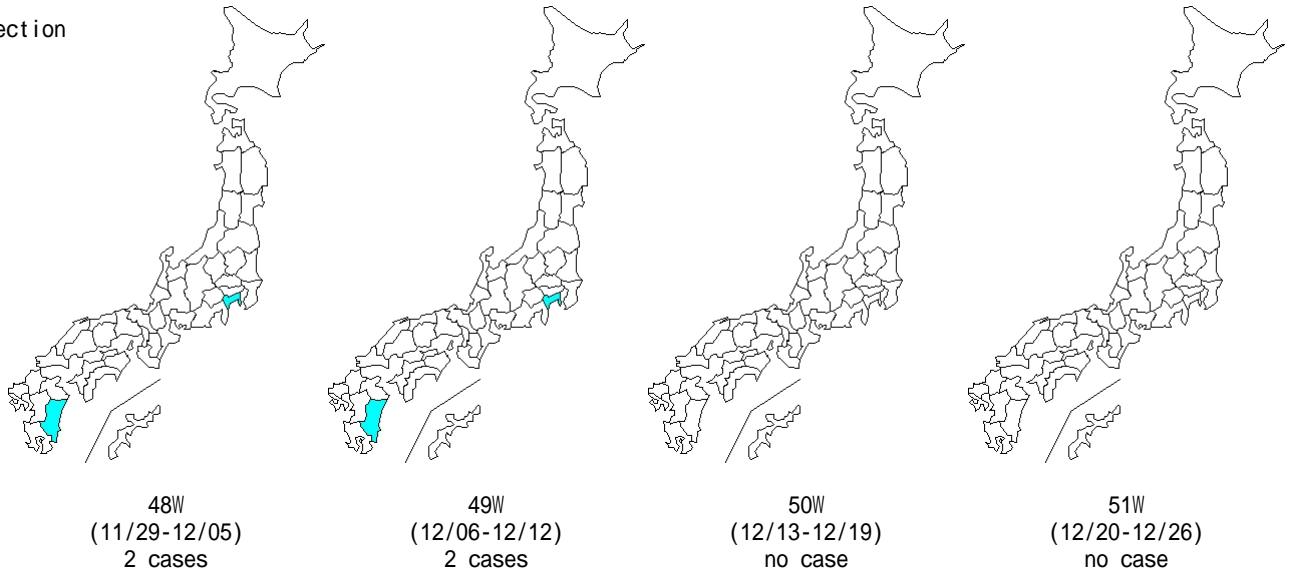 ection
48W
(11/29-12/05)
2 cases
49W
(12/06-12/12)
2 cases
50W
(12/13-12/19)
no case
51W
(12/20-12/26)
no case